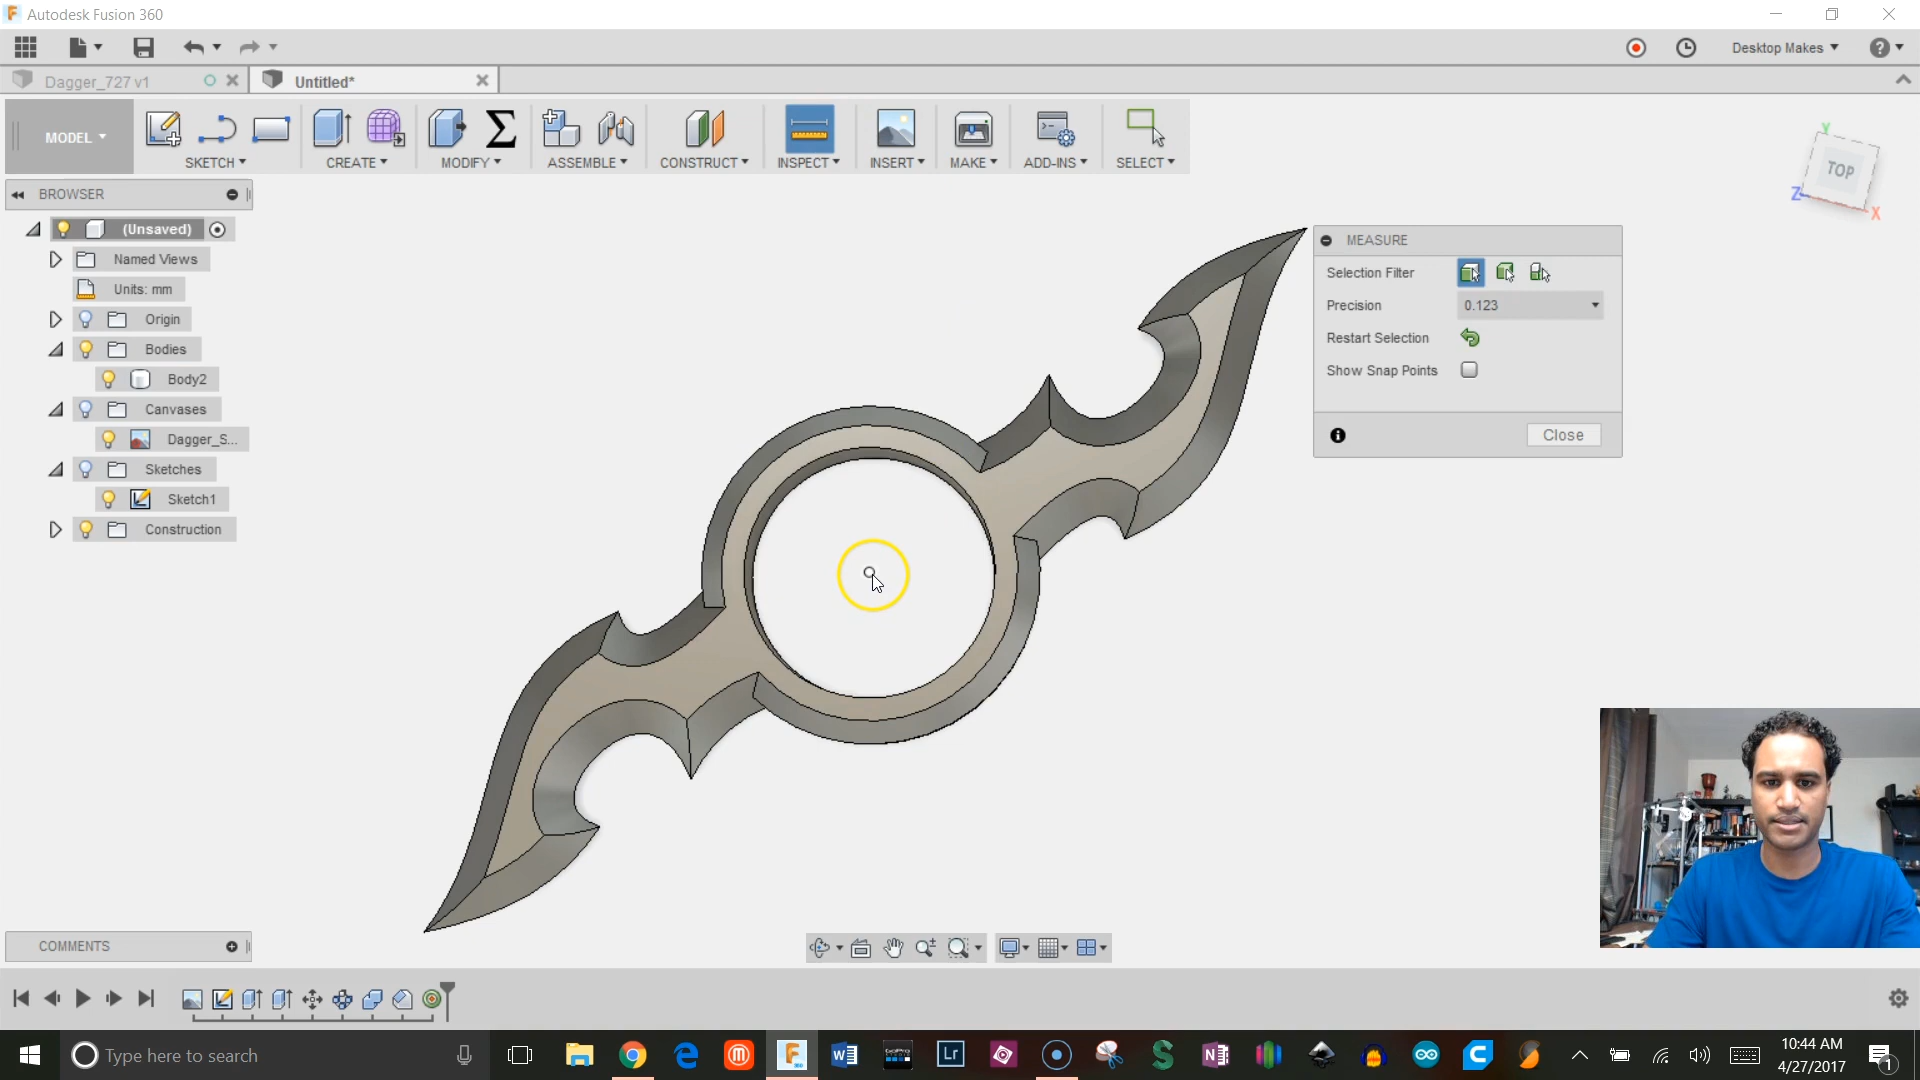 Autodesk Fusion 360
Desktop Makes
Dagger_727 v1
Untitled*
MODEL
SKETCH
CREATE
MODIFY
ASSEMBLE
CONSTRUCT
INSPECT
INSERT
MAKE
ADD-INS
SELECT
BROWSER
(Unsaved)
Named Views
Units: mm
Origin
Bodies
Body2
Canvases
Dagger_S...
Sketches
Sketch1
Construction
TOP
Y
Z
X
MEASURE
Selection Filter
Precision
0.123
Restart Selection
Show Snap Points
Close
COMMENTS
Type here to search
Lr
10:44 AM
4/27/2017
1